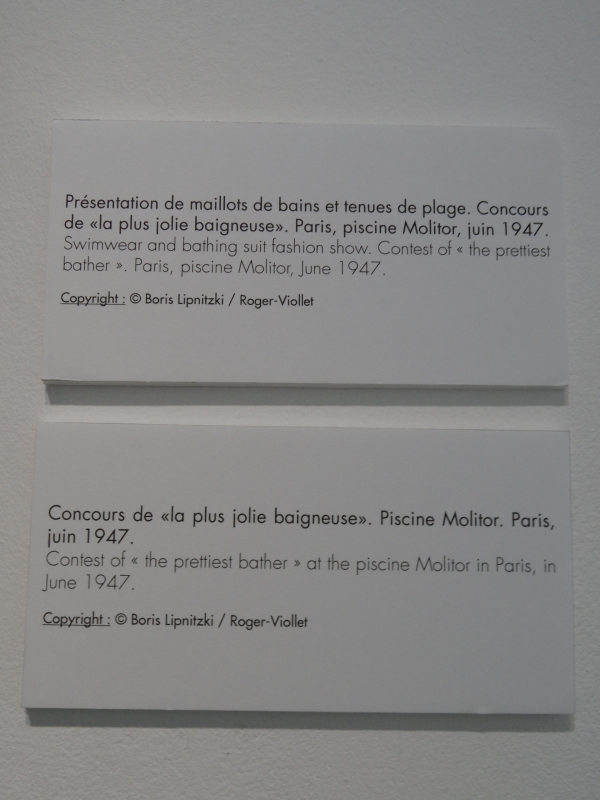 Présentation de maillots de bains et tenues de plage. Concours
de «la plus jolie baigneuse». Paris, piscine Molitor, juin 1947.
Swimwear and bathing suit fashion show. Contest of « the prettiest
bather ». Paris, piscine Molitor, June 1947.
Copyright : © Boris Lipnitzki / Roger-Viollet
Concours de «la plus jolie baigneuse». Piscine Molitor. Paris,
juin 1947.
Contest of « the prettiest bather » at the piscine Molitor in Paris, in
June 1947.
Copyright : © Boris Lipnitzki / Roger-Viollet